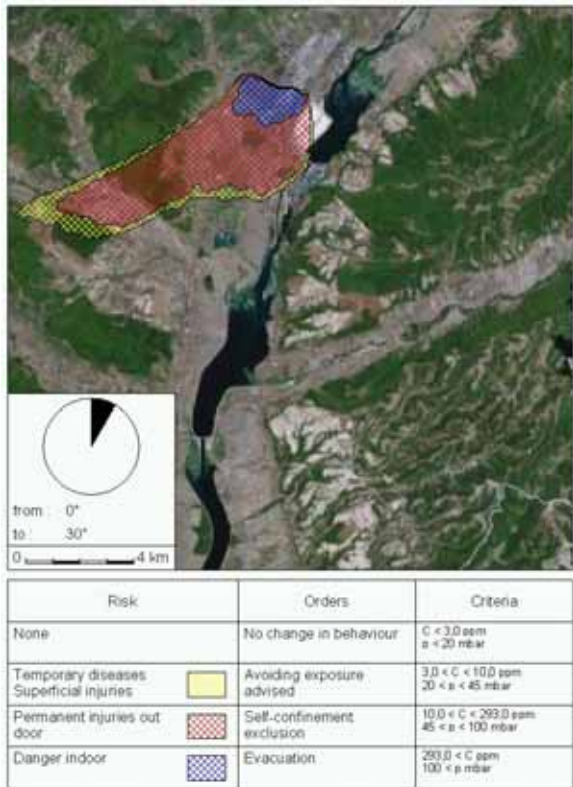 from : 0°
to : 30°
0 4 km
Risk Orders Criteria
None No change in behaviour C < 3,0 ppm
p < 20 mbar
Temporary diseases Avoiding exposure 3,0 < C < 10,0 ppm
Superficial injuries advised 20 < p < 45 mbar
Permanent injuries out Self-confinement 10,0 < C < 293,0 ppm
door exclusion 45 < p < 100 mbar
Danger indoor Evacuation 293,0 < C ppm
100 < p mbar